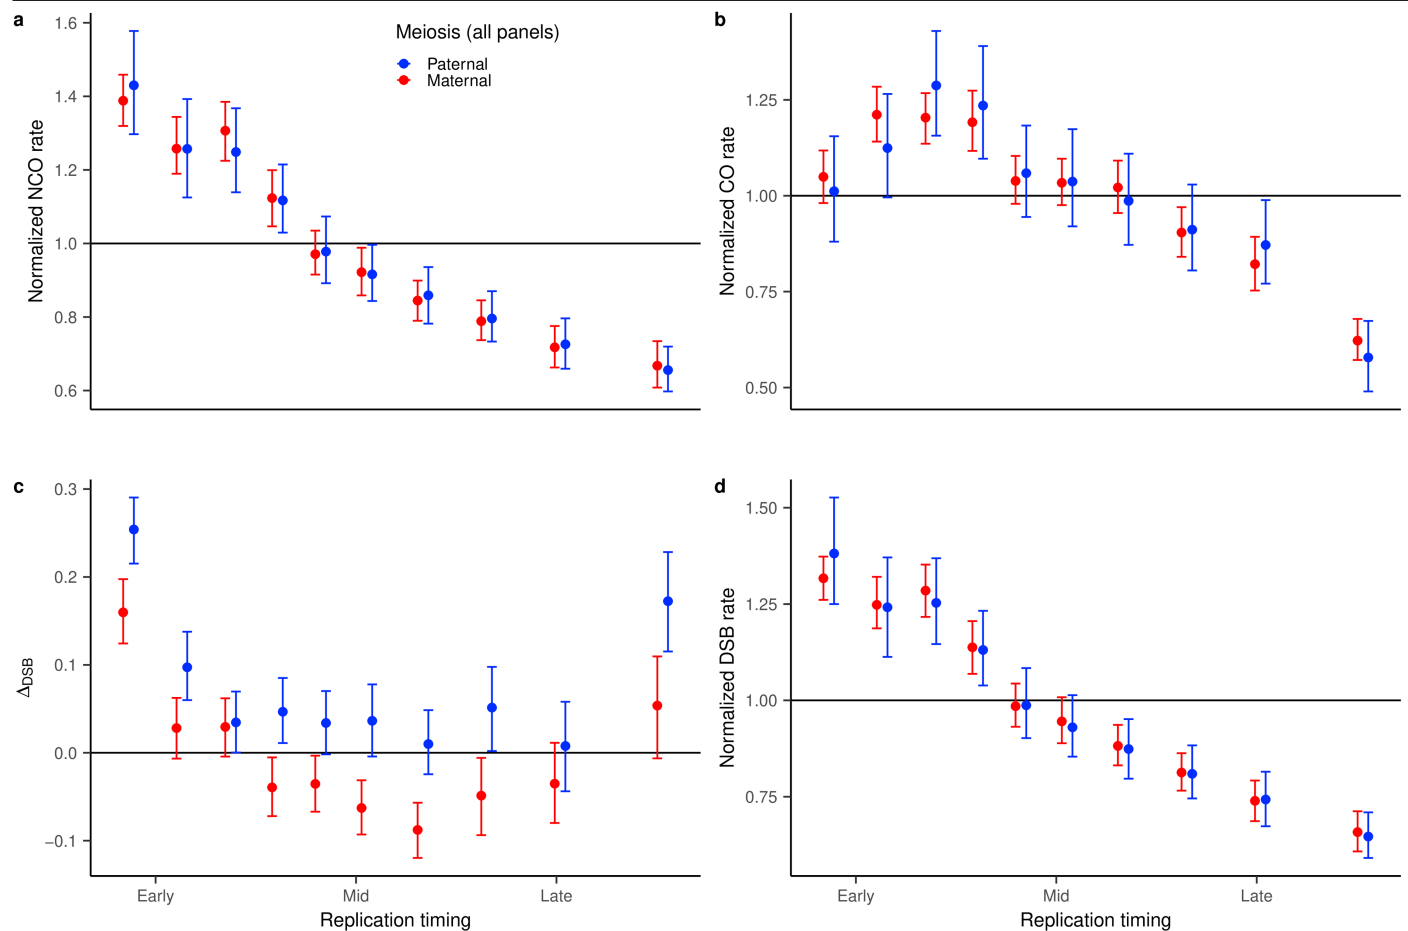 a
1.6
1.4
1.2
1.0
0.8
0.6
Normalized NCO rate
Meiosis (all panels)
Paternal
Maternal
b
1.25
1.00
0.75
0.50
Normalized CO rate
c
0.3
0.2
0.1
0.0
−0.1
ΔDSB
Early
Mid
Late
Replication timing
d
1.50
1.25
1.00
0.75
Normalized DSB rate
Early
Mid
Late
Replication timing